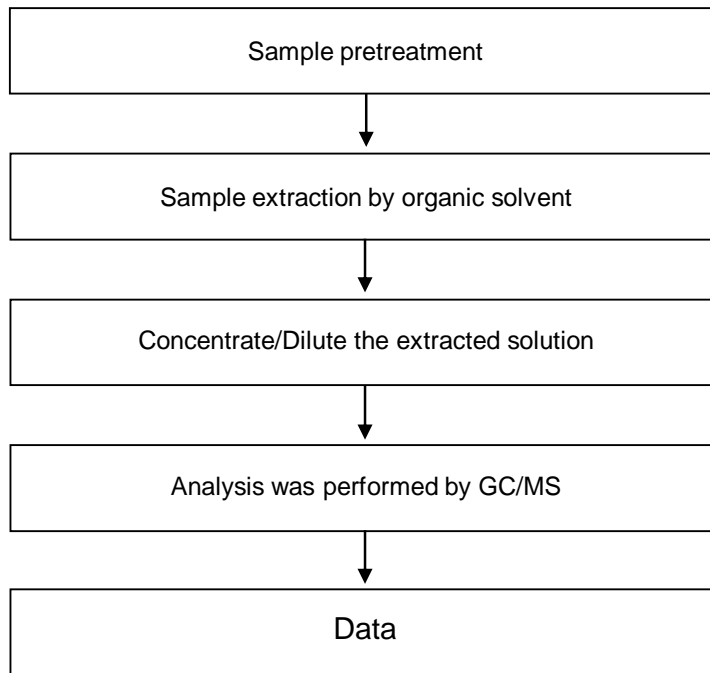 Sample pretreatment
Sample extraction by organic solvent
Concentrate/Dilute the extracted solution
Analysis was performed by GC/MS
Data